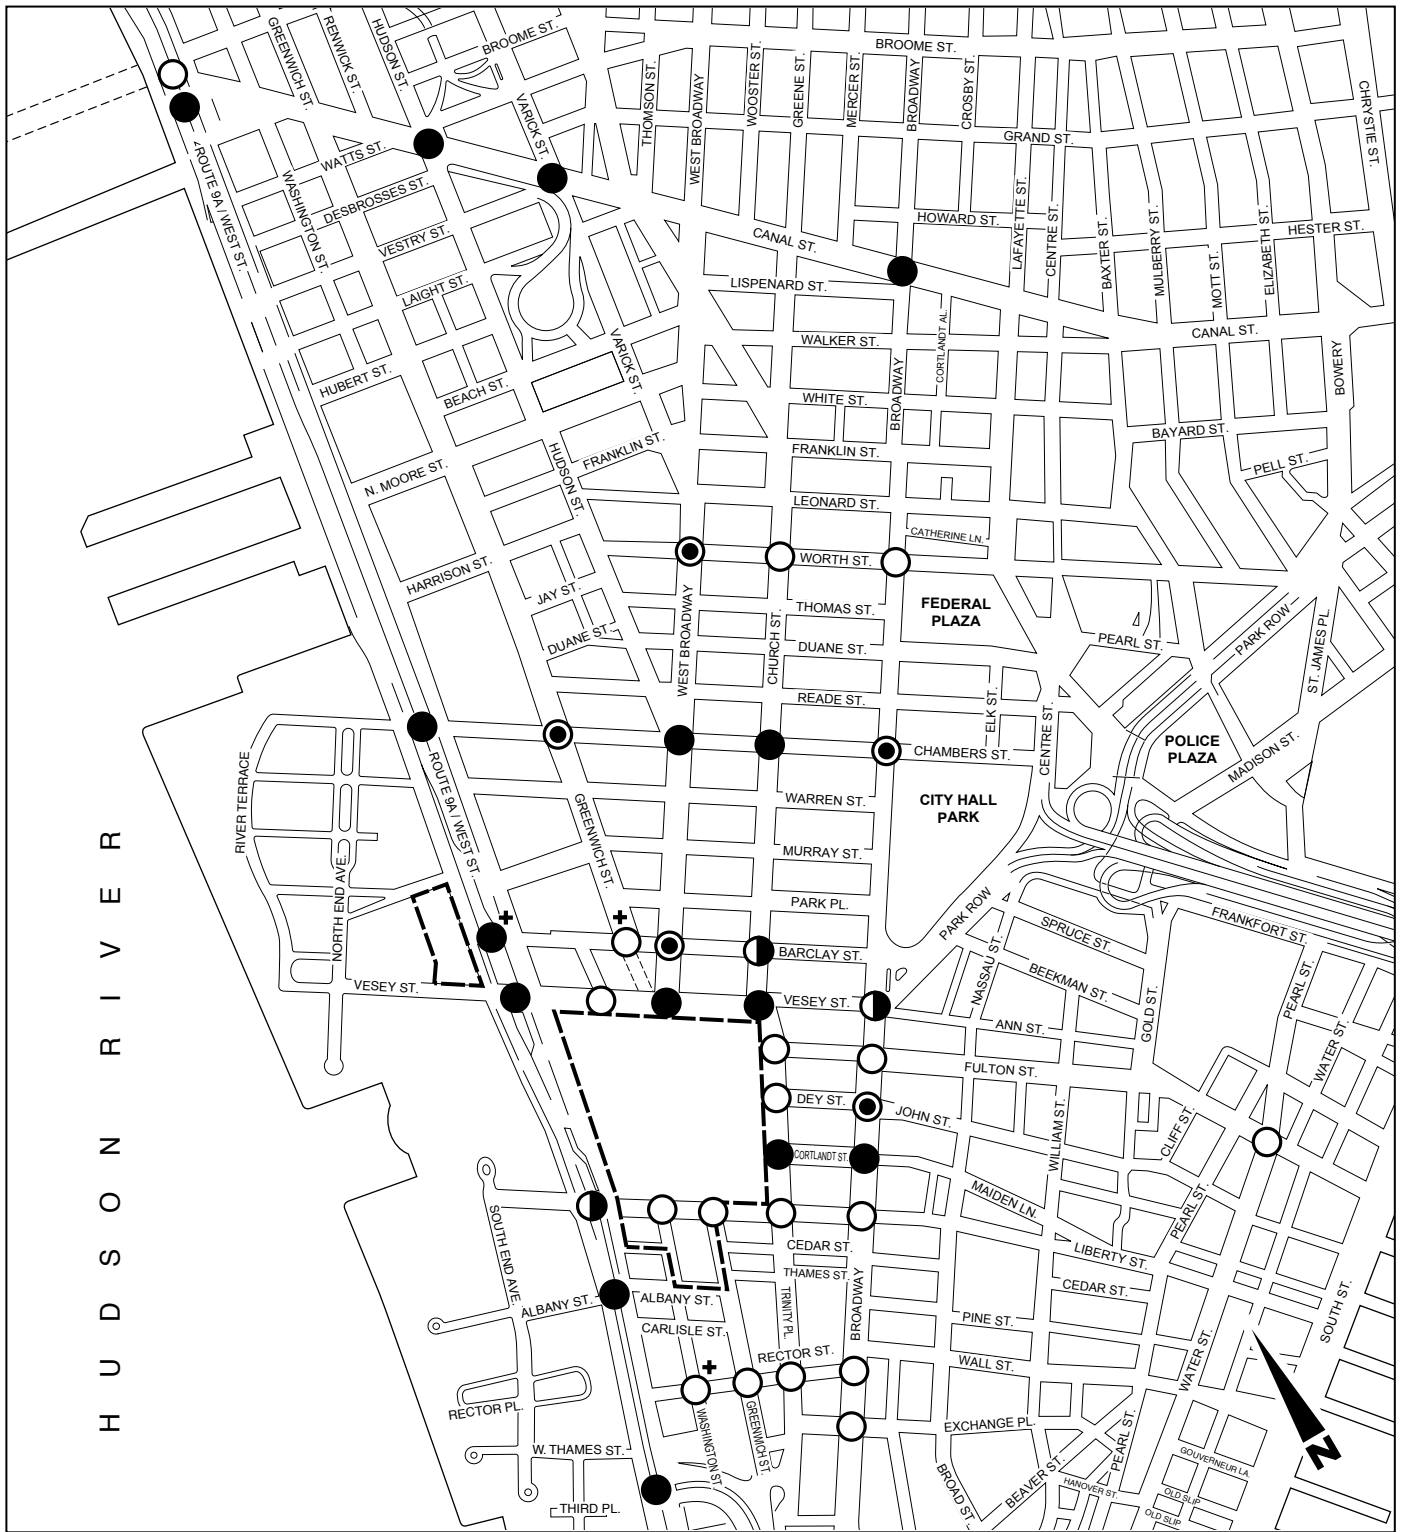 BROOME ST.
GREENWICH ST.
RENWICK ST.
HUDSON ST.
BROOME ST.
VARICK ST.
THOMSON ST.
WEST BROADWAY
WOOSTER ST.
GREENE ST.
MERCER ST.
BROADWAY
CROSBY ST.
CHRYSTIE ST.
GRAND ST.
WATTS ST.
ROUTE 9A / WEST ST.
WASHINGTON ST.
DESBROSSES ST.
VESTRY ST.
LAIGHT ST.
CANAL ST.
HOWARD ST.
LAFAYETTE ST.
CENTRE ST.
BAXTER ST.
MULBERRY ST.
MOTT ST.
ELIZABETH ST.
HESTER ST.
LISPENARD ST.
CORTLANDT AL.
CANAL ST.
WALKER ST.
VARICK ST.
BROADWAY
BOWERY
HUBERT ST.
BEACH ST.
WHITE ST.
BAYARD ST.
FRANKLIN ST.
FRANKLIN ST.
PELL ST.
N. MOORE ST.
HUDSON ST.
LEONARD ST.
CATHERINE LN.
WORTH ST.
HARRISON ST.
JAY ST.
THOMAS ST.
FEDERAL
PLAZA
PARK ROW
ST. JAMES PL.
DUANE ST.
WEST BROADWAY
CHURCH ST.
DUANE ST.
PEARL ST.
READE ST.
ELK ST.
CENTRE ST.
CHAMBERS ST.
POLICE
PLAZA
MADISON ST.
RIVER TERRACE
ROUTE 9A / WEST ST.
GREENWICH ST.
WARREN ST.
CITY HALL
PARK
MURRAY ST.
NORTH END AVE.
PARK PL.
PARK ROW
SPRUCE ST.
FRANKFORT ST.
BARCLAY ST.
NASSAU ST.
BEEKMAN ST.
GOLD ST.
PEARL ST.
VESEY ST.
VESEY ST.
ANN ST.
WATER ST.
FULTON ST.
DEY ST.
JOHN ST.
WILLIAM ST.
CLIFF ST.
CORTLANDT ST.
MAIDEN LN.
PEARL ST.
HUDSON RIVER
SOUTH END AVE.
CEDAR ST.
LIBERTY ST.
THAMES ST.
CEDAR ST.
ALBANY ST.
ALBANY ST.
TRINITY PL.
BROADWAY
PINE ST.
SOUTH ST.
CARLISLE ST.
RECTOR ST.
WALL ST.
WATER ST.
RECTOR PL.
WASHINGTON ST
GREENWICH ST.
EXCHANGE PL.
PEARL ST.
W. THAMES ST.
BROAD ST.
BEAVER ST.
HANOVER ST.
GOUVERNEUR LA.
OLD SLIP
OLD SLIP
THIRD PL.
N